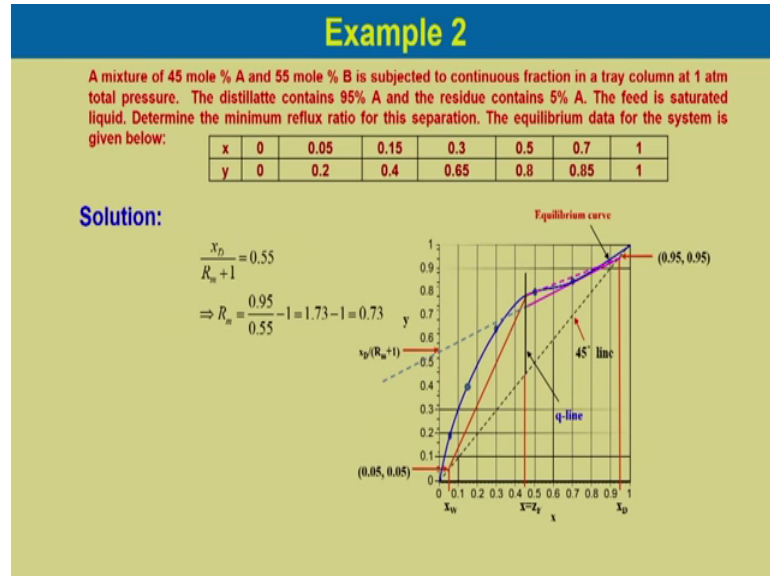 Example 2
A mixture of 45 mole % A and 55 mole % B is subjected to continuous fraction in a tray column at 1 atm
total pressure. The distillatte contains 95% A and the residue contains 5% A. The feed is saturated
liquid. Determine the minimum reflux ratio for this separation. The equilibrium data for the system is
given below:
x 0 0.05 0.15 0.3 0.5 0.7 1
y 0 0.2 0.4 0.65 0.8 0.85 1
Solution:
x_D / (R_m + 1) = 0.55
⇒ R_m = 0.95/0.55 − 1 = 1.73 − 1 = 0.73
Equilibrium curve
1
0.9
(0.95, 0.95)
0.8
0.7
y
0.6
x_D/(R_m+1)
0.5
45° line
0.4
0.3
q-line
0.2
0.1
(0.05, 0.05)
0
0 0.1 0.2 0.3 0.4 0.5 0.6 0.7 0.8 0.9 1
x_W x=z_F x_D
x